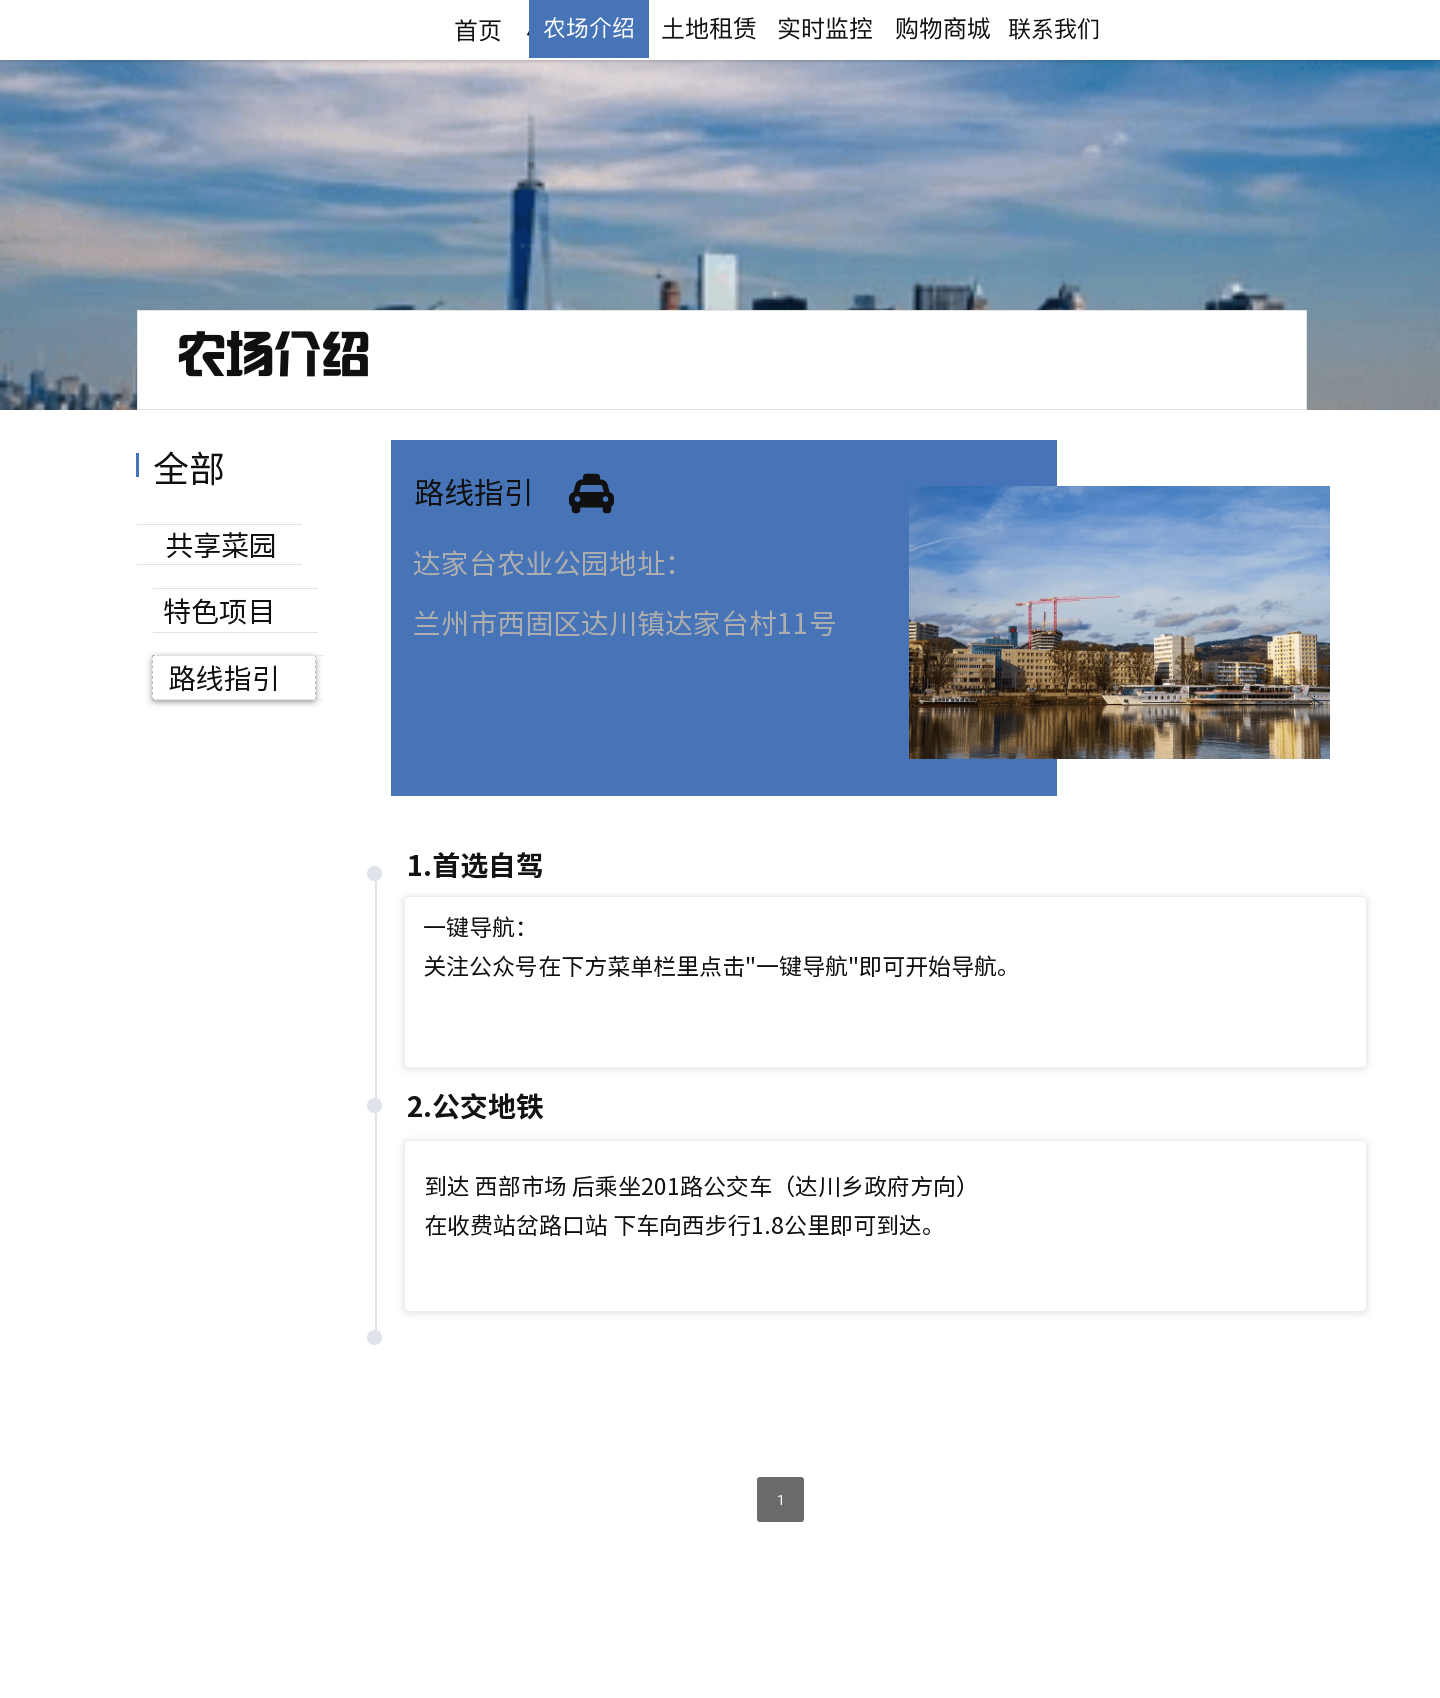 首页 农场介绍 土地租赁 实时监控 购物商城 联系我们
农场介绍
全部
共享菜园
特色项目
路线指引
路线指引
达家台农业公园地址：
兰州市西固区达川镇达家台村11号
1.首选自驾
一键导航：
关注公众号在下方菜单栏里点击"一键导航"即可开始导航。
2.公交地铁
到达 西部市场 后乘坐201路公交车（达川乡政府方向）
在收费站岔路口站 下车向西步行1.8公里即可到达。
1